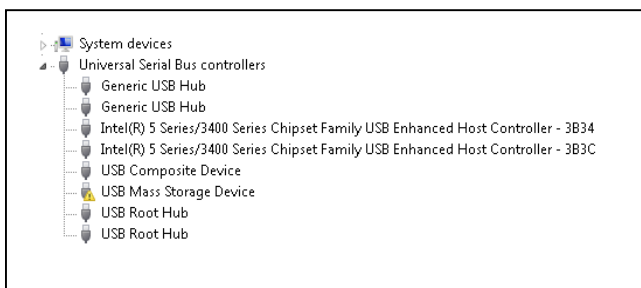 System devices
Universal Serial Bus controllers
Generic USB Hub
Generic USB Hub
Intel(R) 5 Series/3400 Series Chipset Family USB Enhanced Host Controller - 3B34
Intel(R) 5 Series/3400 Series Chipset Family USB Enhanced Host Controller - 3B3C
USB Composite Device
USB Mass Storage Device
USB Root Hub
USB Root Hub